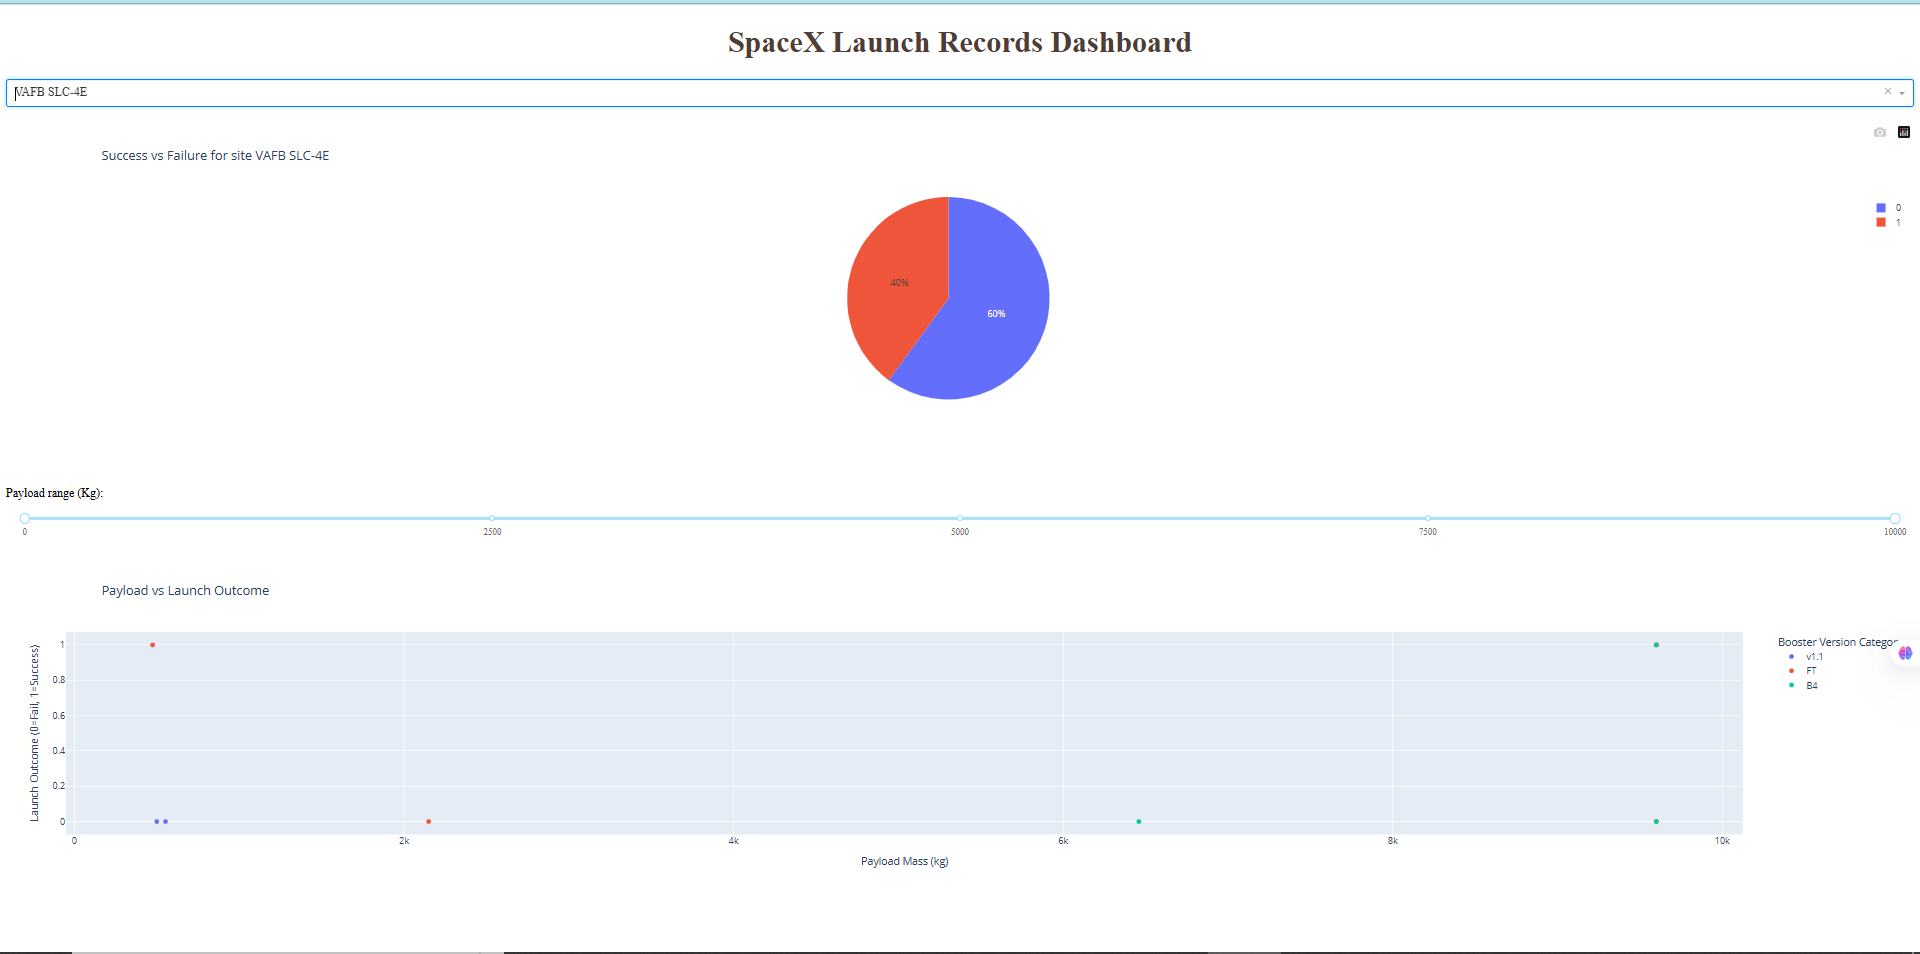 SpaceX Launch Records Dashboard
VAFB SLC-4E
Success vs Failure for site VAFB SLC-4E
0
1
40%
60%
Payload range (Kg):
0 2500 5000 7500 10000
Payload vs Launch Outcome
Launch Outcome (0=Fail, 1=Success)
1
0.8
0.6
0.4
0.2
0
0 2k 4k 6k 8k 10k
Payload Mass (kg)
Booster Version Categor
v1.1
FT
B4